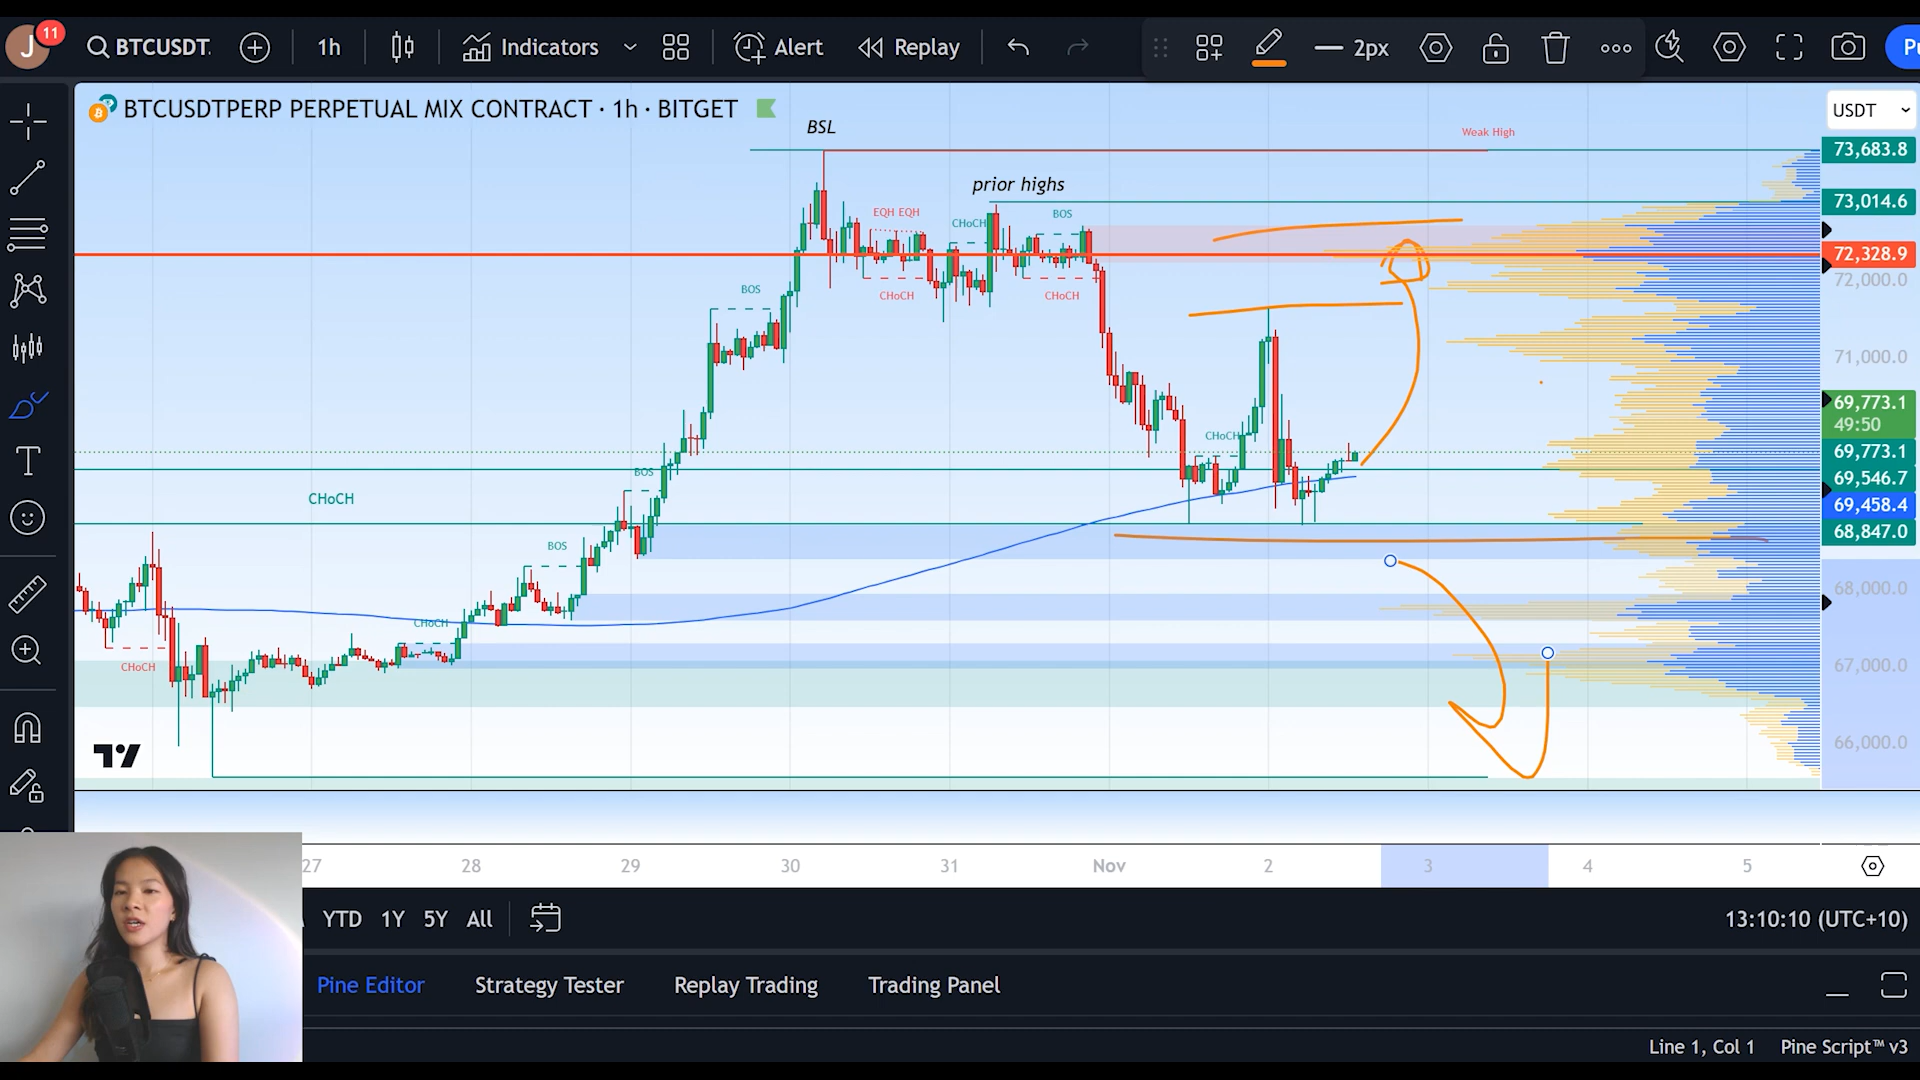 J
11
BTCUSDT.
1h
Indicators
Alert
Replay
2px
Pu
BTCUSDTPERP PERPETUAL MIX CONTRACT · 1h · BITGET
USDT
BSL
Weak High
73,683.8
prior highs
73,014.6
EQH EQH
CHoCH
BOS
72,328.9
72,000.0
BOS
CHoCH
CHoCH
71,000.0
69,773.1
49:50
CHoCH
69,773.1
BOS
69,546.7
CHoCH
69,458.4
68,847.0
BOS
68,000.0
CHoCH
CHoCH
67,000.0
66,000.0
27
28
29
30
31
Nov
2
3
4
5
YTD
1Y
5Y
All
13:10:10 (UTC+10)
Pine Editor
Strategy Tester
Replay Trading
Trading Panel
Line 1, Col 1
Pine Script™ v3